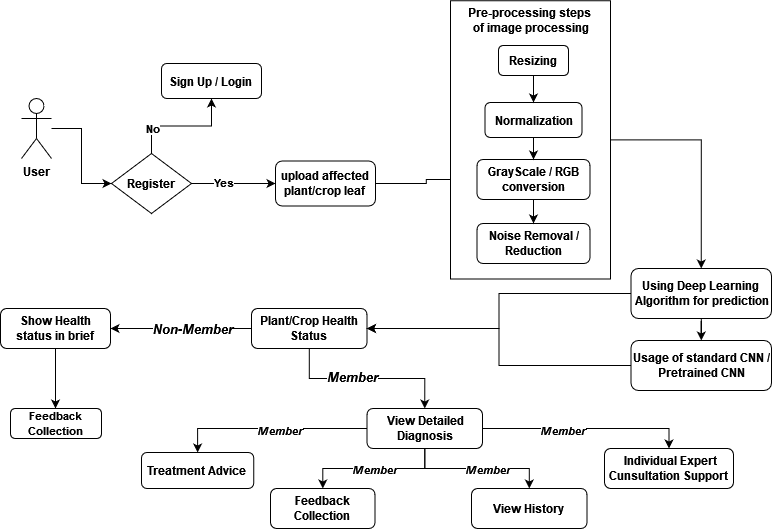 Pre-processing steps
of image processing
Resizing
Normalization
GrayScale / RGB
conversion
Noise Removal /
Reduction
Sign Up / Login
No
User
Register
Yes
upload affected
plant/crop leaf
Using Deep Learning
Algorithm for prediction
Usage of standard CNN /
Pretrained CNN
Plant/Crop Health
Status
Non-Member
Show Health
status in brief
Feedback
Collection
Member
View Detailed
Diagnosis
Member
Treatment Advice
Member
Individual Expert
Cunsultation Support
Member
Feedback
Collection
Member
View History